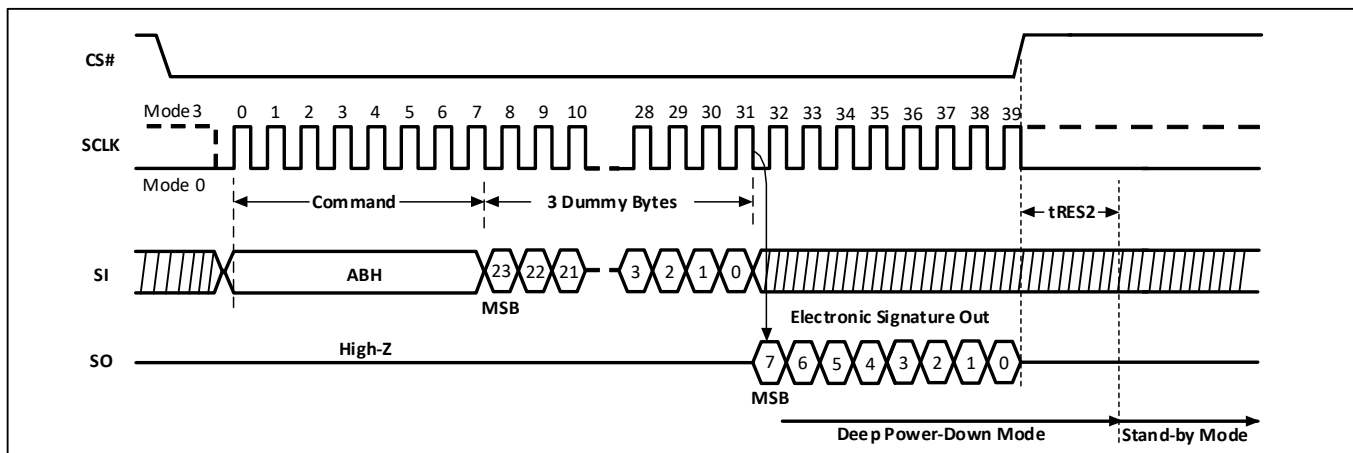 CS#
Mode 3
0 1 2 3 4 5 6 7 8 9 10 28 29 30 31 32 33 34 35 36 37 38 39
SCLK
Mode 0
Command
3 Dummy Bytes
tRES2
SI
ABH
23 22 21 3 2 1 0
MSB
Electronic Signature Out
High-Z
SO
7 6 5 4 3 2 1 0
MSB
Deep Power-Down Mode
Stand-by Mode